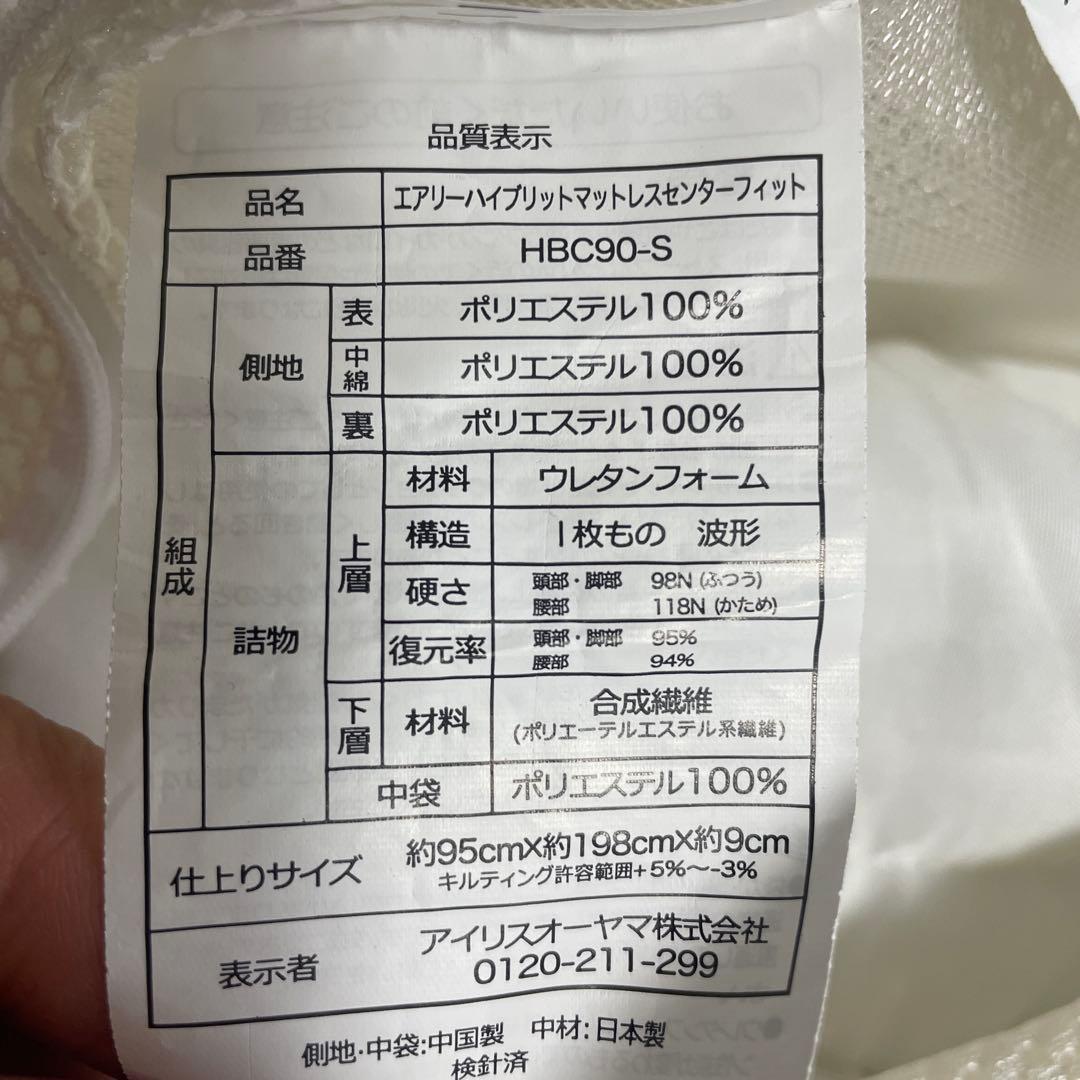 品質表示
品名 エアリーハイブリットマットレスセンターフィット
品番 HBC90-S
組成 側地 表 ポリエステル100%
中綿 ポリエステル100%
裏 ポリエステル100%
詰物 上層 材料 ウレタンフォーム
構造 1枚もの 波形
硬さ 頭部・脚部 98N (ふつう)
腰部 118N (かため)
復元率 頭部・脚部 95%
腰部 94%
下層 材料 合成繊維
(ポリエーテルエステル系繊維)
中袋 ポリエステル100%
仕上りサイズ 約95cmX約198cmX約9cm
キルティング許容範囲+5%～-3%
表示者 アイリスオーヤマ株式会社
0120-211-299
側地・中袋:中国製 中材:日本製
検針済